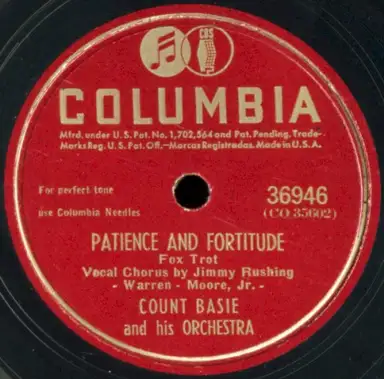 CBS
COLUMBIA
Mfrd. under U.S. Pat. No. 1,702,564 and Pat. Pending. Trade-
Marks Reg. U.S. Pat. Off.–Marcas Registradas. Made in U.S.A.
For perfect tone
use Columbia Needles
36946
(CO 35602)
PATIENCE AND FORTITUDE
Fox Trot
Vocal Chorus by Jimmy Rushing
- Warren - Moore, Jr. -
COUNT BASIE
and his ORCHESTRA